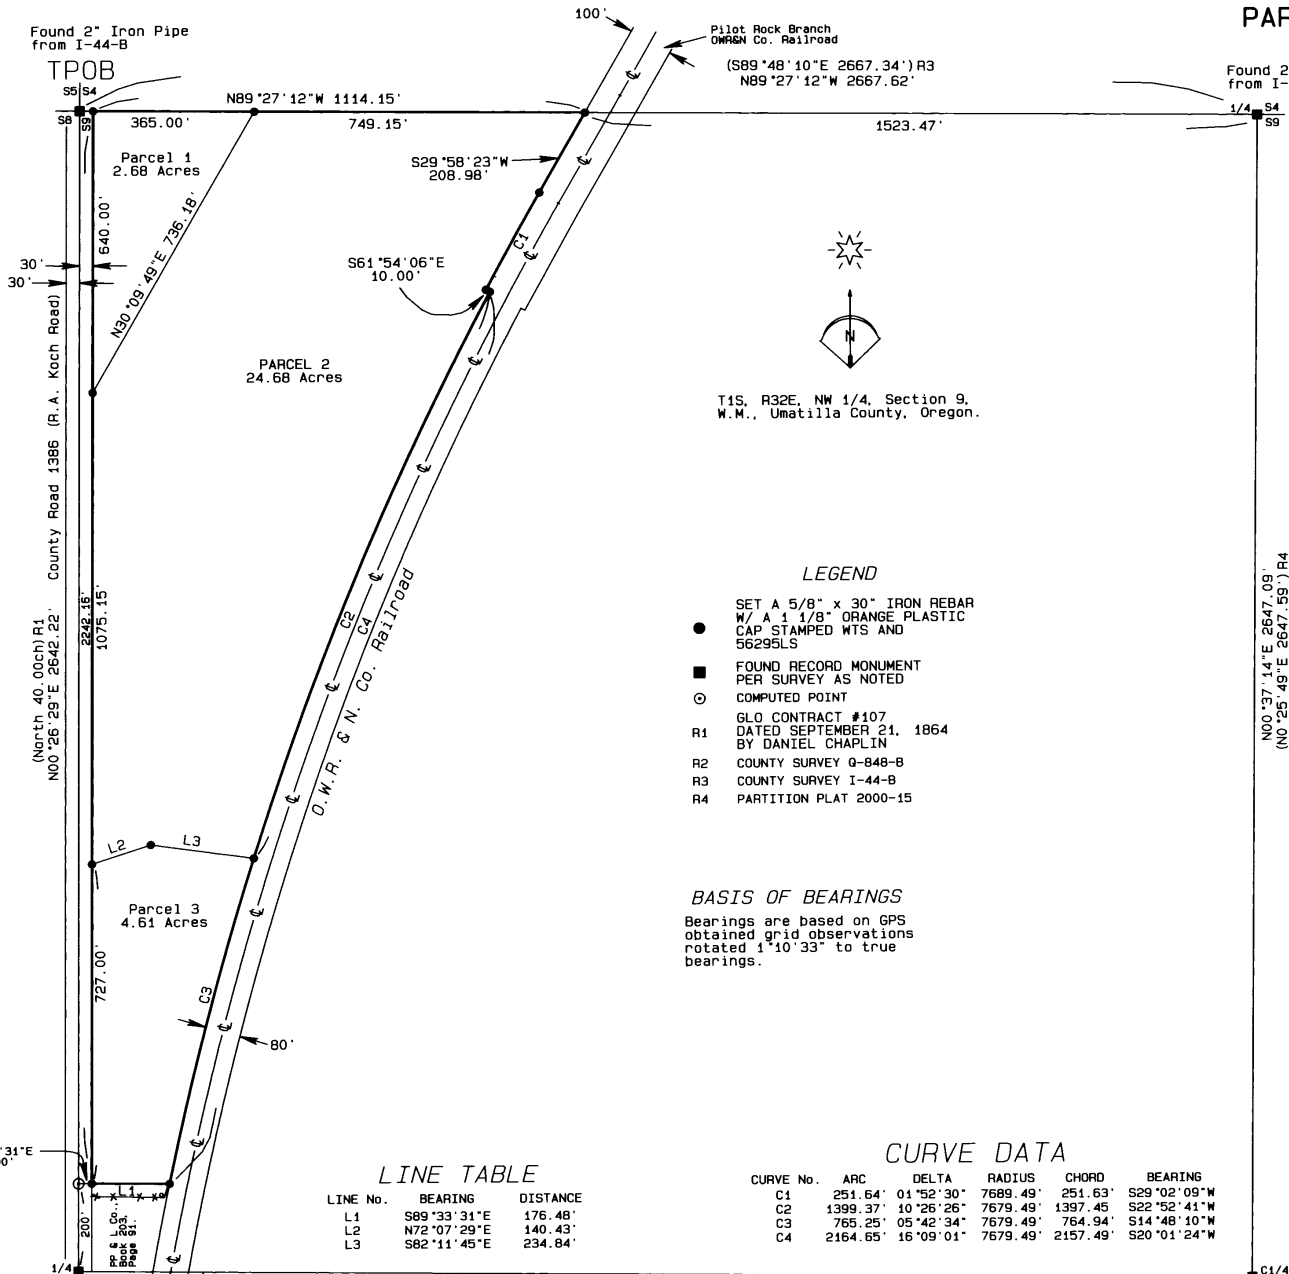 PAR
100'
Found 2" Iron Pipe
from I-44-B
Pilot Rock Branch
OWR&N Co. Railroad
TPOB
(S89°48'10"E 2667.34')R3
N89°27'12"W 2667.62'
Found 2
from I-
S5 S4
S8 S9
N89°27'12"W 1114.15'
365.00'
749.15'
1523.47'
1/4 S4
S9
Parcel 1
2.68 Acres
S29°58'23"W
208.98'
640.00'
N30°09'49"E 736.18'
C1
30'
30'
S61°54'06"E
10.00'
N
PARCEL 2
24.68 Acres
T1S, R32E, NW 1/4, Section 9,
W.M., Umatilla County, Oregon.
(North 40.00ch)R1
N00°26'29"E 2642.22'
County Road 1386 (R.A. Koch Road)
2242.16'
1075.15'
C2
C4
O.W.R. & N. Co. Railroad
LEGEND
SET A 5/8" x 30" IRON REBAR
W/ A 1 1/8" ORANGE PLASTIC
CAP STAMPED WTS AND
56295LS
FOUND RECORD MONUMENT
PER SURVEY AS NOTED
COMPUTED POINT
GLO CONTRACT #107
R1 DATED SEPTEMBER 21, 1864
BY DANIEL CHAPLIN
R2 COUNTY SURVEY Q-848-B
R3 COUNTY SURVEY I-44-B
R4 PARTITION PLAT 2000-15
N00°37'14"E 2647.09'
(N0°25'49"E 2647.59')R4
L2
L3
Parcel 3
4.61 Acres
BASIS OF BEARINGS
Bearings are based on GPS
obtained grid observations
rotated 1°10'33" to true
bearings.
727.00'
C3
80'
'31"E
0'
L1
200'
PP & L Co.,
Book 203,
Page 91.
1/4
LINE TABLE
LINE No. BEARING DISTANCE
L1 S89°33'31"E 176.48'
L2 N72°07'29"E 140.43'
L3 S82°11'45"E 234.84'
CURVE DATA
CURVE No. ARC DELTA RADIUS CHORD BEARING
C1 251.64' 01°52'30" 7689.49' 251.63' S29°02'09"W
C2 1399.37' 10°26'26" 7679.49' 1397.45 S22°52'41"W
C3 765.25' 05°42'34" 7679.49' 764.94' S14°48'10"W
C4 2164.65' 16°09'01" 7679.49' 2157.49' S20°01'24"W
C1/4